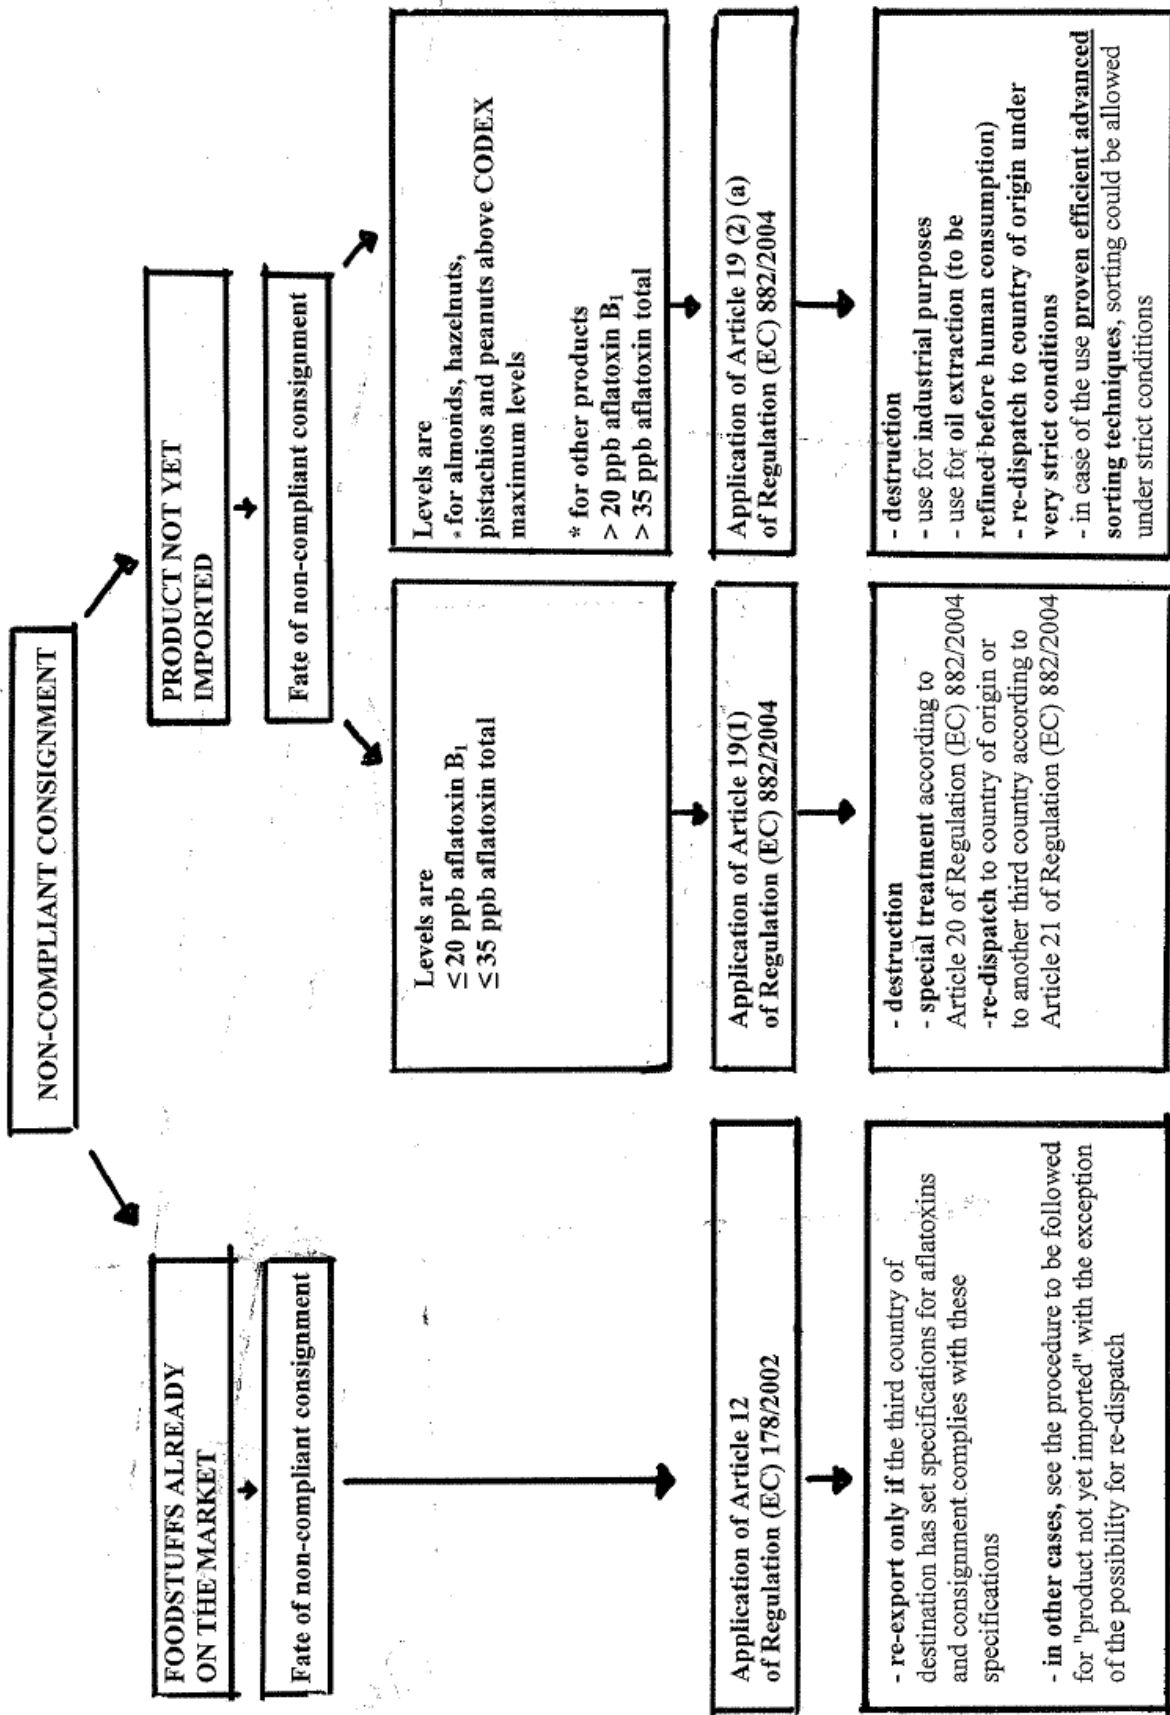 NON-COMPLIANT CONSIGNMENT
FOODSTUFFS ALREADY
ON THE MARKET
Fate of non-compliant consignment
Application of Article 12
of Regulation (EC) 178/2002
- re-export only if the third country of
destination has set specifications for aflatoxins
and consignment complies with these
specifications
- in other cases, see the procedure to be followed
for "product not yet imported" with the exception
of the possibility for re-dispatch
PRODUCT NOT YET
IMPORTED
Fate of non-compliant consignment
Levels are
≤ 20 ppb aflatoxin B₁
≤ 35 ppb aflatoxin total
Application of Article 19(1)
of Regulation (EC) 882/2004
- destruction
- special treatment according to
Article 20 of Regulation (EC) 882/2004
-re-dispatch to country of origin or
to another third country according to
Article 21 of Regulation (EC) 882/2004
Levels are
* for almonds, hazelnuts,
pistachios and peanuts above CODEX
maximum levels
* for other products
> 20 ppb aflatoxin B₁
> 35 ppb aflatoxin total
Application of Article 19 (2) (a)
of Regulation (EC) 882/2004
- destruction
- use for industrial purposes
- use for oil extraction (to be
refined before human consumption)
- re-dispatch to country of origin under
very strict conditions
- in case of the use proven efficient advanced
sorting techniques, sorting could be allowed
under strict conditions